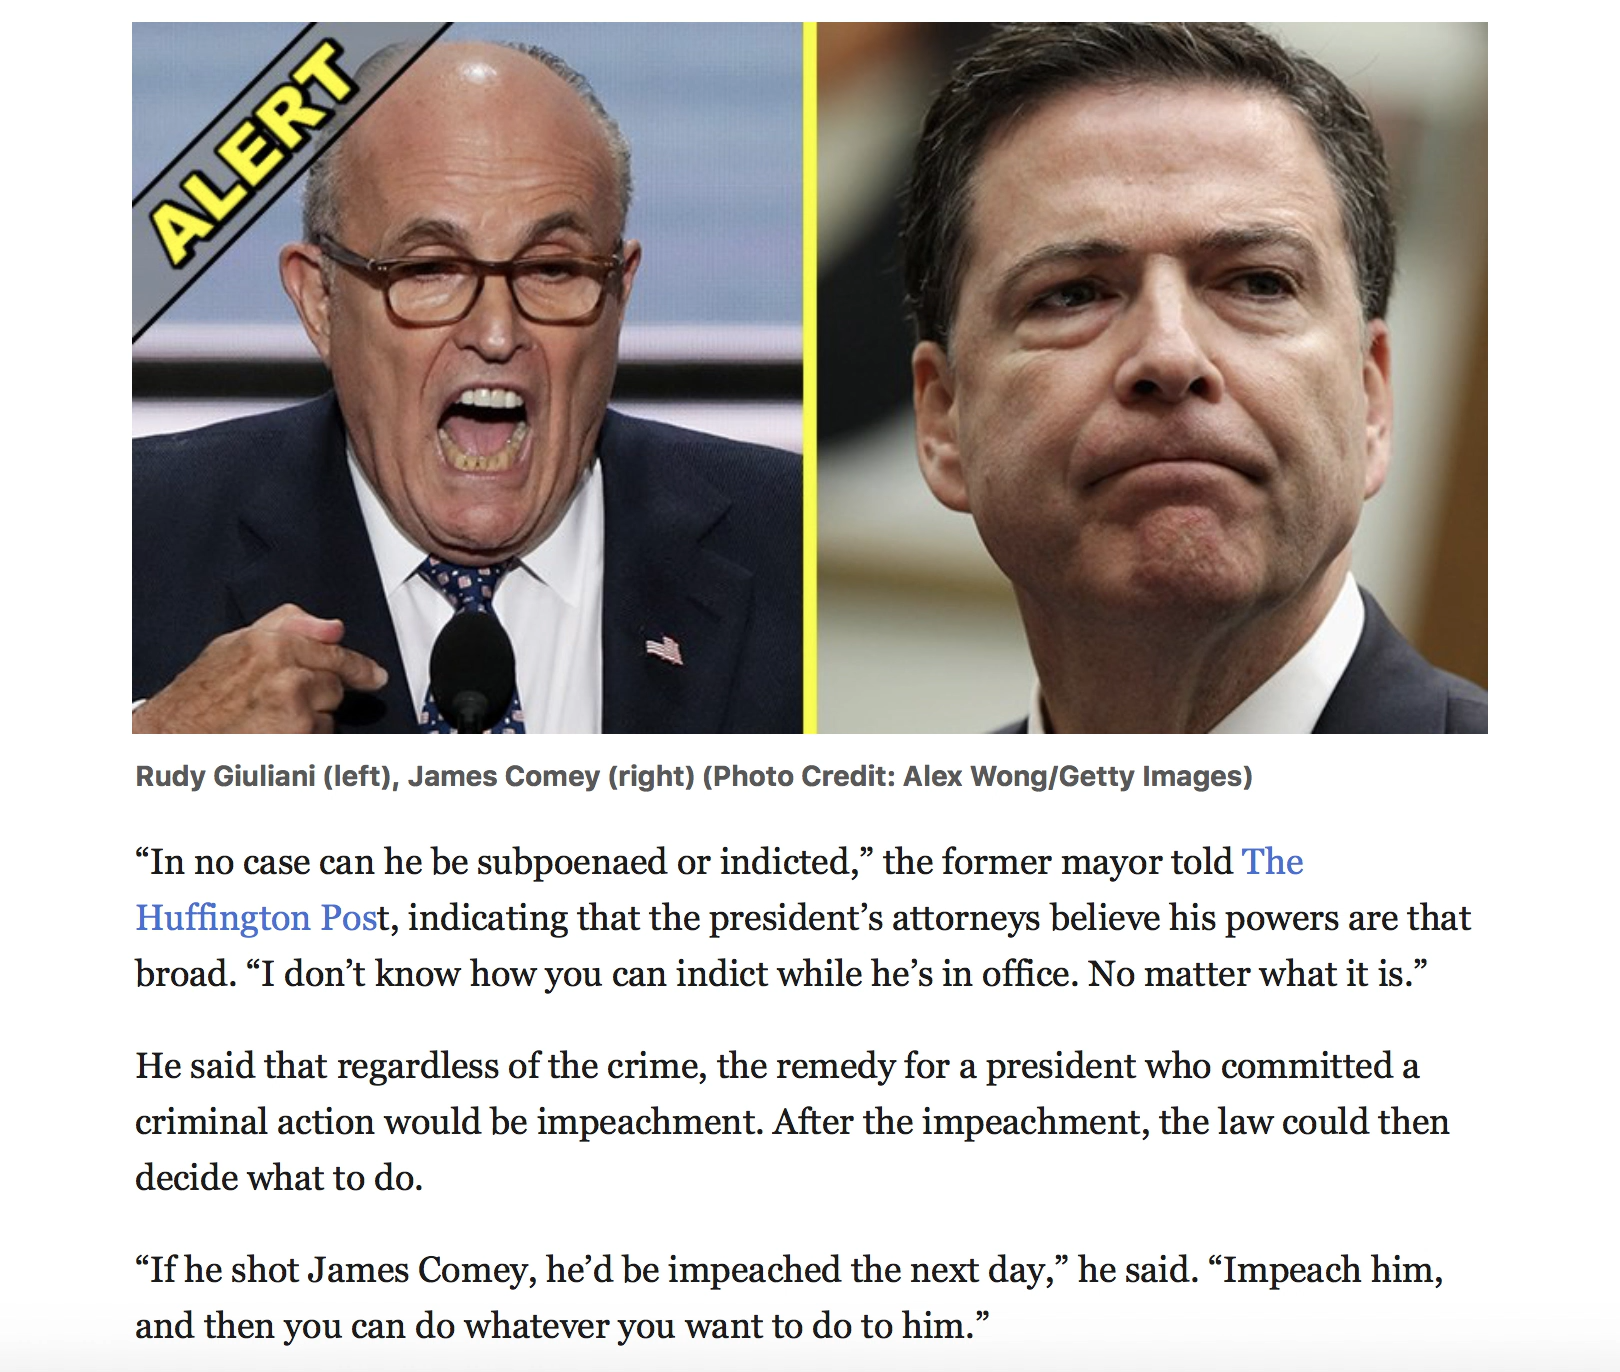 ALERT
Rudy Giuliani (left), James Comey (right) (Photo Credit: Alex Wong/Getty Images)
“In no case can he be subpoenaed or indicted,” the former mayor told The
Huffington Post, indicating that the president’s attorneys believe his powers are that
broad. “I don’t know how you can indict while he’s in office. No matter what it is.”
He said that regardless of the crime, the remedy for a president who committed a
criminal action would be impeachment. After the impeachment, the law could then
decide what to do.
“If he shot James Comey, he’d be impeached the next day,” he said. “Impeach him,
and then you can do whatever you want to do to him.”